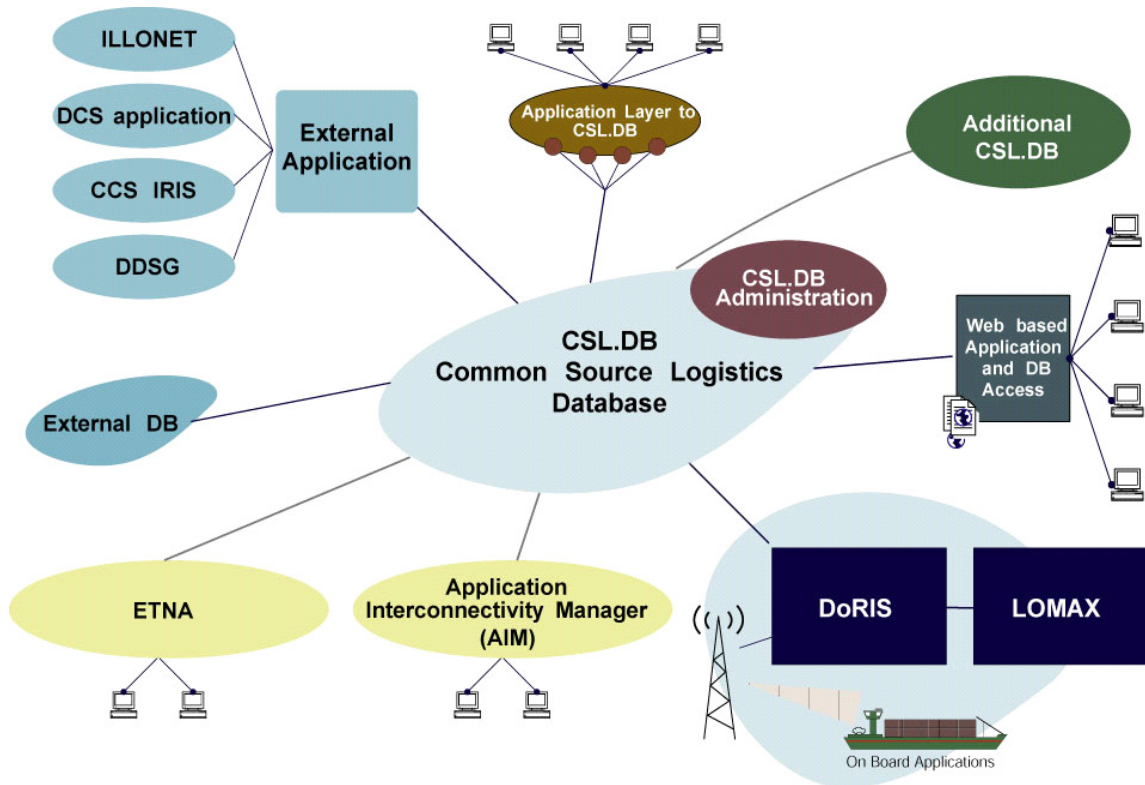 ILLONET
DCS application
CCS IRIS
DDSG
External
Application
Application Layer to
CSL.DB
Additional
CSL.DB
CSL.DB
Administration
CSL.DB
Common Source Logistics
Database
Web based
Application
and DB
Access
External DB
ETNA
Application
Interconnectivity Manager
(AIM)
DoRIS
LOMAX
On Board Applications